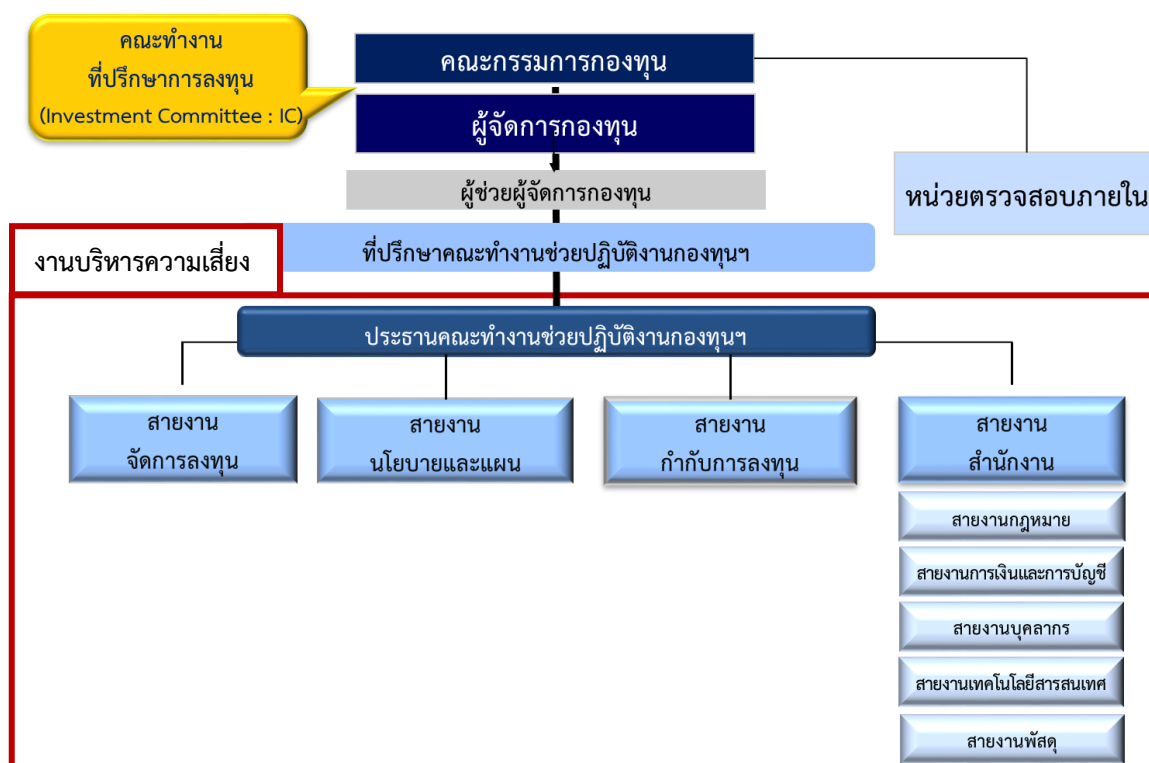 คณะทำงาน
ที่ปรึกษาการลงทุน
(Investment Committee : IC)
คณะกรรมการกองทุน
ผู้จัดการกองทุน
ผู้ช่วยผู้จัดการกองทุน
หน่วยตรวจสอบภายใน
งานบริหารความเสี่ยง
ที่ปรึกษาคณะทำงานช่วยปฏิบัติงานกองทุนฯ
ประธานคณะทำงานช่วยปฏิบัติงานกองทุนฯ
สายงาน
จัดการลงทุน
สายงาน
นโยบายและแผน
สายงาน
กำกับการลงทุน
สายงาน
สำนักงาน
สายงานกฎหมาย
สายงานการเงินและการบัญชี
สายงานบุคลากร
สายงานเทคโนโลยีสารสนเทศ
สายงานพัสดุ